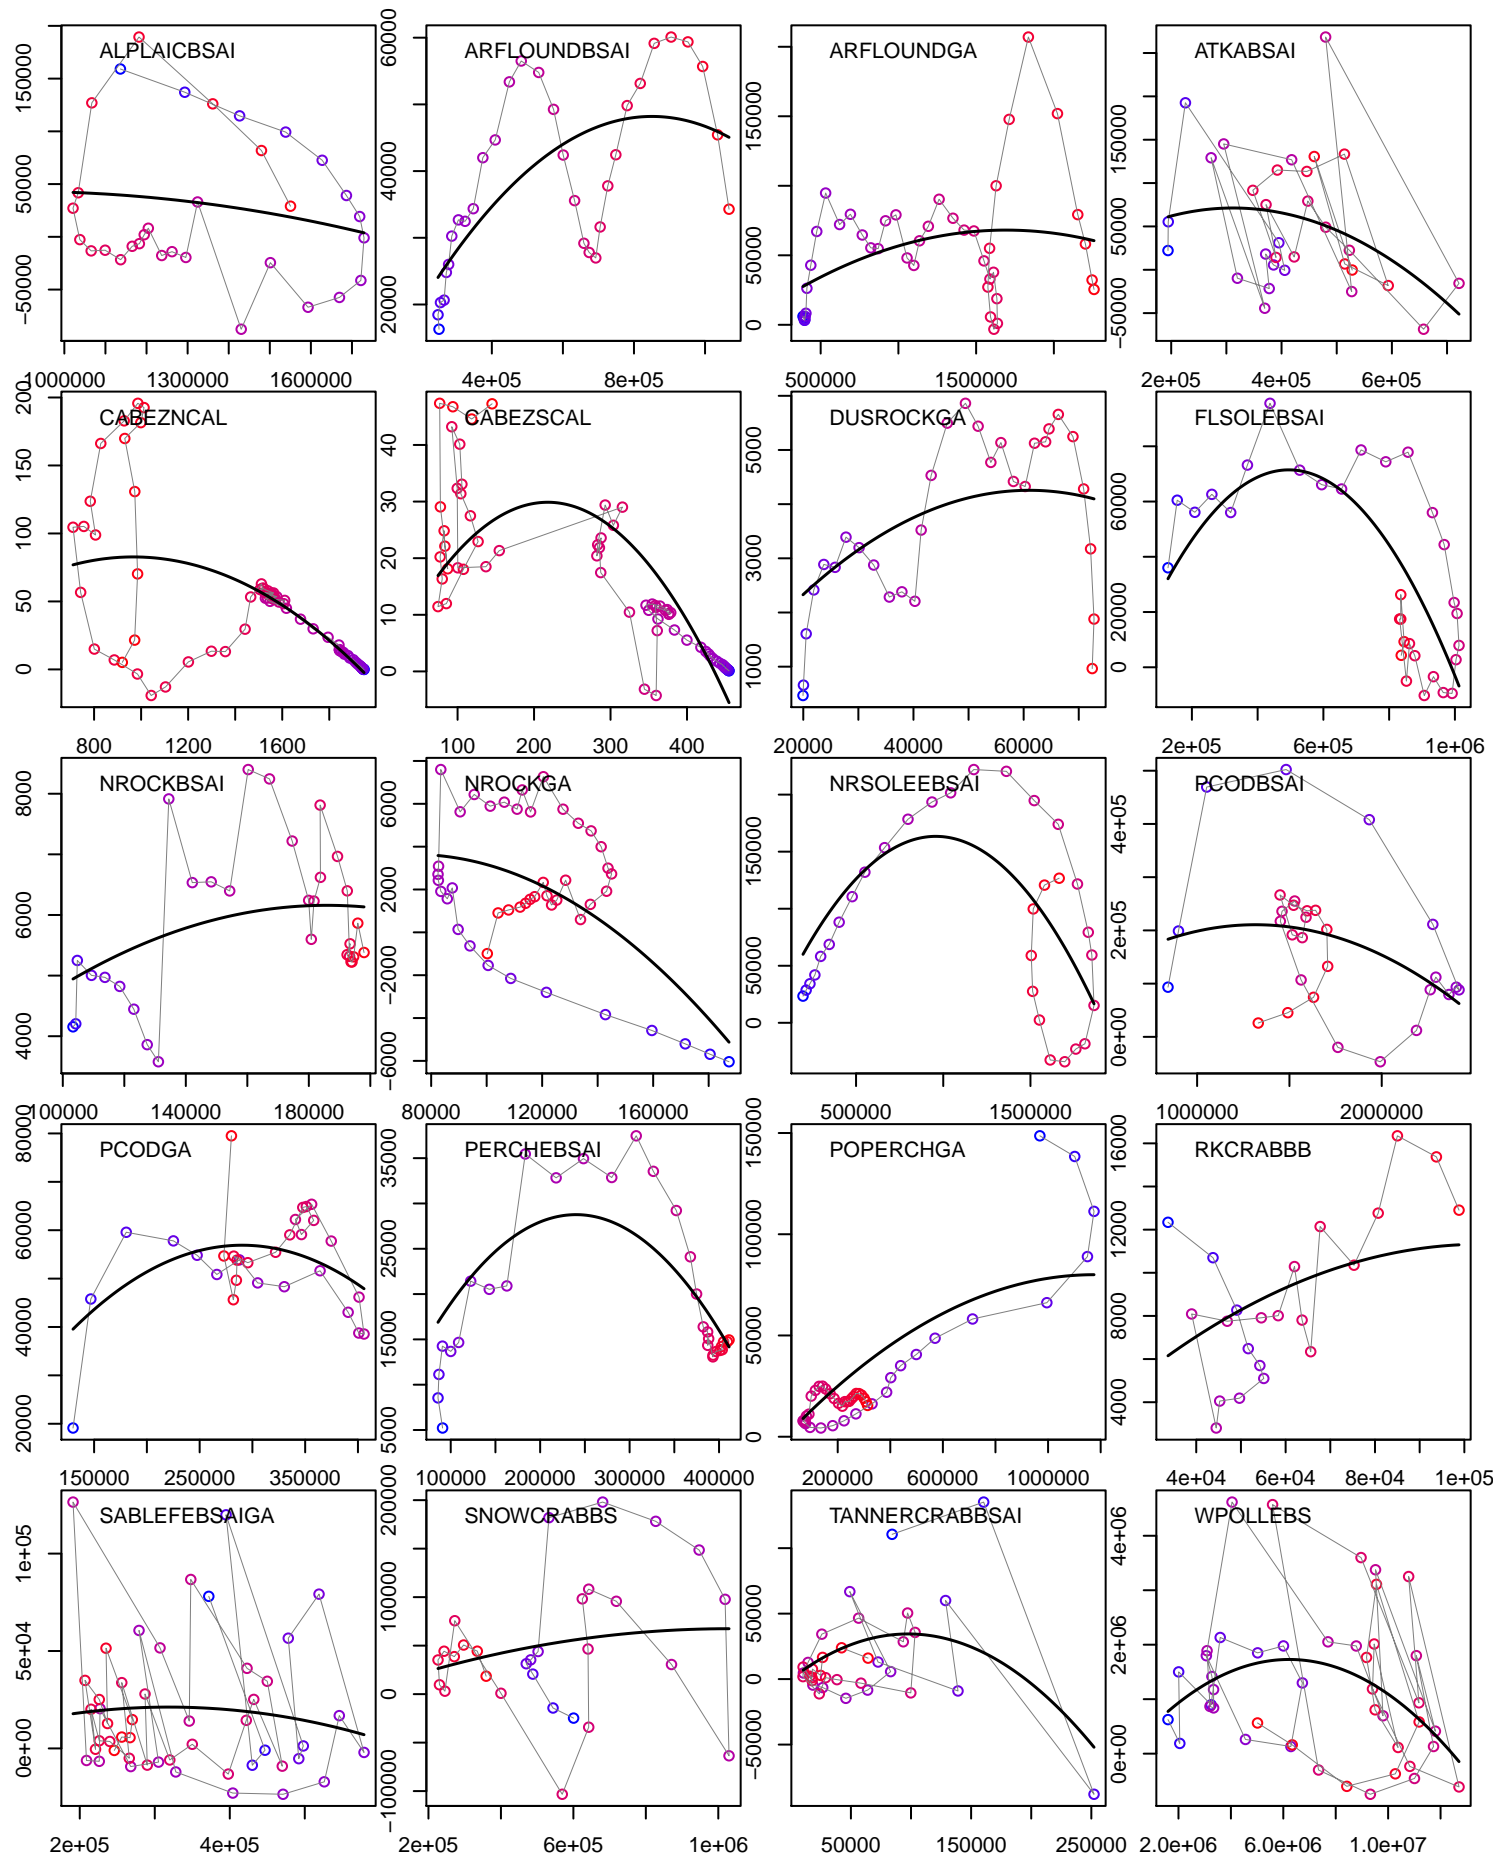 ALPLAICBSAI
−50000 50000 150000
1000000 1300000 1600000
ARFLOUNDBSAI
20000 40000 60000
4e+05 8e+05
ARFLOUNDGA
0 50000 150000
500000 1500000
ATKABSAI
−50000 50000 150000
2e+05 4e+05 6e+05
CABEZNCAL
0 50 100 150 200
800 1200 1600
CABEZSCAL
0 10 20 30 40
100 200 300 400
DUSROCKGA
1000 3000 5000
20000 40000 60000
FLSOLEBSAI
0 20000 60000
2e+05 6e+05 1e+06
NROCKBSAI
4000 6000 8000
100000 140000 180000
NROCKGA
−6000 −2000 2000 6000
80000 120000 160000
NRSOLEEBSAI
0 50000 150000
500000 1500000
PCODBSAI
0e+00 2e+05 4e+05
1000000 2000000
PCODGA
20000 40000 60000 80000
150000 250000 350000
PERCHEBSAI
5000 15000 25000 35000
100000 200000 300000 400000
POPERCHGA
0 50000 100000 150000
200000 600000 1000000
RKCRABBB
4000 8000 12000 16000
4e+04 6e+04 8e+04 1e+05
SABLEFEBSAIGA
0e+00 5e+04 1e+05
2e+05 4e+05
SNOWCRABBS
−100000 0 100000 200000
2e+05 6e+05 1e+06
TANNERCRABBSAI
−50000 0 50000
50000 150000 250000
WPOLLEBS
0e+00 2e+06 4e+06
2.0e+06 6.0e+06 1.0e+07